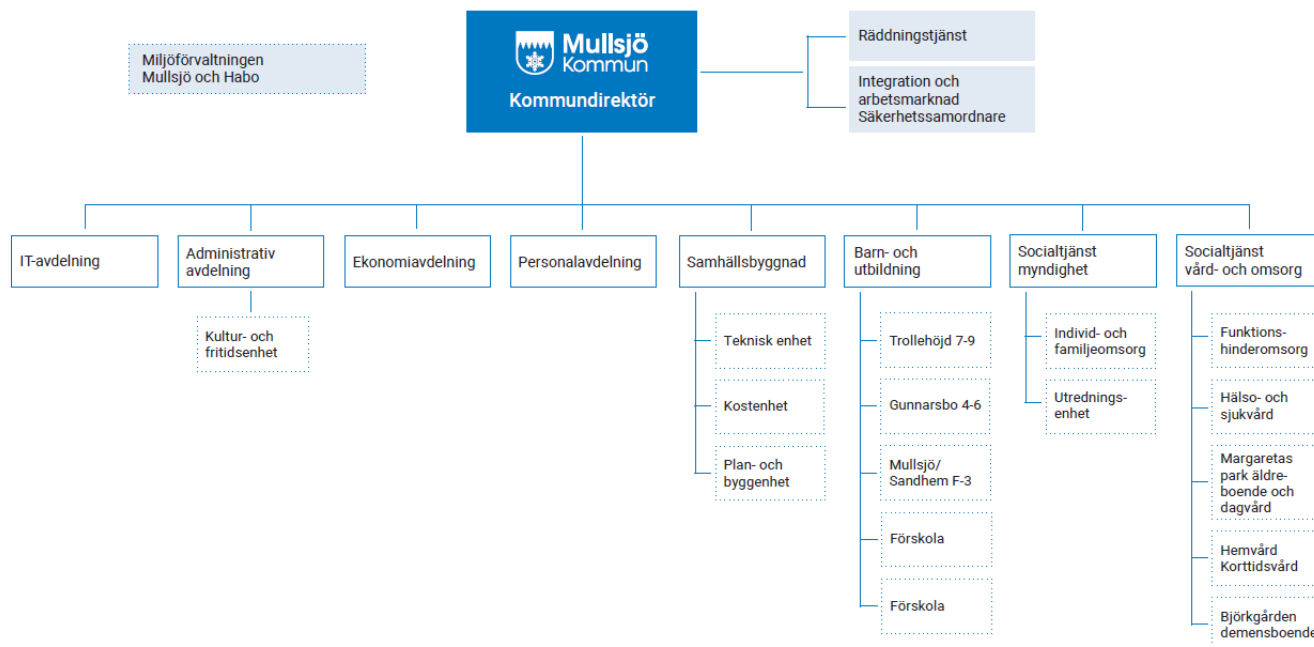 Miljöförvaltningen
Mullsjö och Habo
Mullsjö
Kommun
Kommundirektör
Räddningstjänst
Integration och
arbetsmarknad
Säkerhetssamordnare
IT-avdelning
Administrativ
avdelning
Kultur- och
fritidsenhet
Ekonomiavdelning
Personalavdelning
Samhällsbyggnad
Teknisk enhet
Kostenhet
Plan- och
byggenhet
Barn- och
utbildning
Trollehöjd 7-9
Gunnarsbo 4-6
Mullsjö/
Sandhem F-3
Förskola
Förskola
Socialtjänst
myndighet
Individ- och
familjeomsorg
Utrednings-
enhet
Socialtjänst
vård- och omsorg
Funktions-
hinderomsorg
Hälso- och
sjukvård
Margaretas
park äldre-
boende och
dagvård
Hemvård
Korttidsvård
Björkgården
demensboende